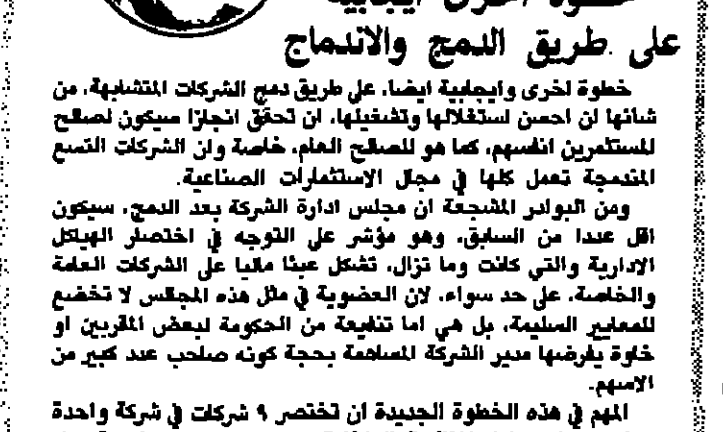 خطوة اخرى ايجابية
على طريق الدمج والاندماج
خطوة اخرى وايجابية ايضا، على طريق دمج الشركات المتشابهة، من
شانها ان احسن استغلالها وتشغيلها، ان تحقق انجازا سيكون لصالح
المستثمرين انفسهم، كما هو للصالح العام، خاصة وان الشركات التسع
المندمجة تعمل كلها في مجال الاستثمارات الصناعية.
ومن البوادر المشجعة ان مجلس ادارة الشركة بعد الدمج، سيكون
اقل عددا من السابق، وهو مؤشر على التوجه في اختصار الهياكل
الادارية والتي كانت وما تزال، تشكل عبئا ماليا على الشركات العامة
والخاصة، على حد سواء، لان العضوية في مثل هذه المجالس لا تخضع
للمعايير السليمة، بل هي اما تنفيعة من الحكومة لبعض المقربين او
خاوة يفرضها مدير الشركة المساهمة بحجة كونه صاحب عدد كبير من
الاسهم.
المهم في هذه الخطوة الجديدة ان تختصر ٩ شركات في شركة واحدة